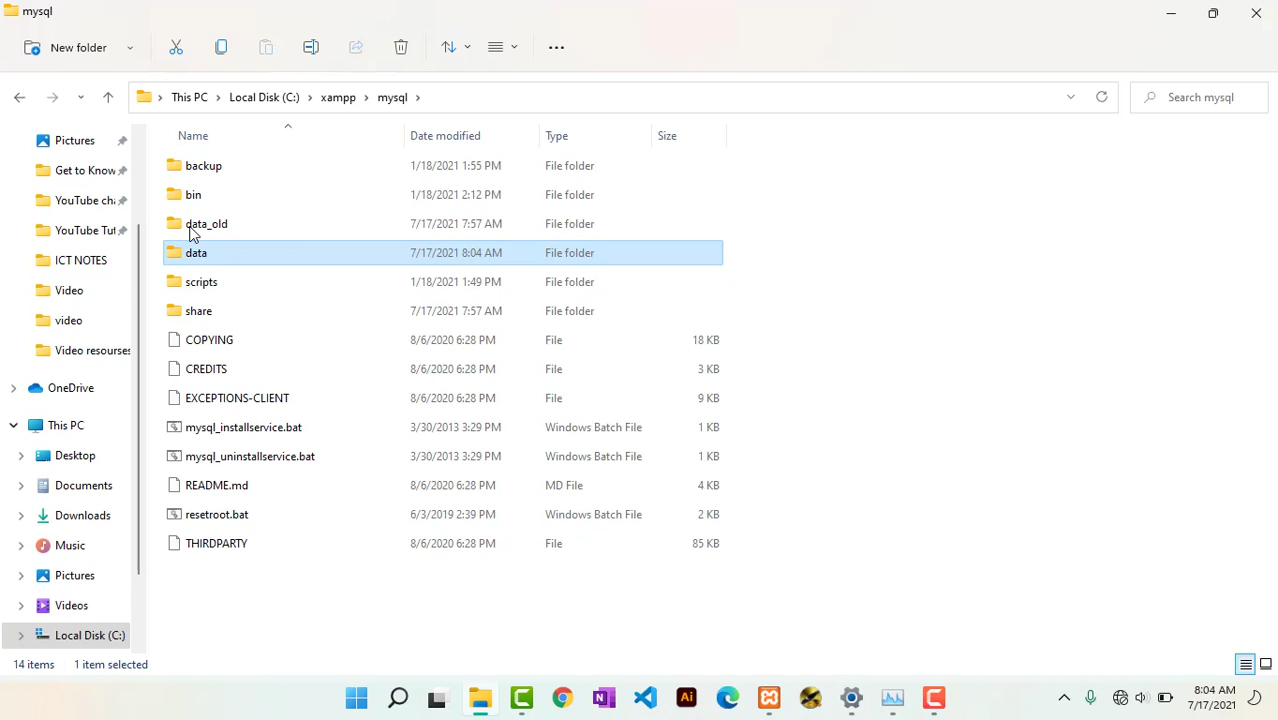 mysql
New folder
This PC
Local Disk (C:)
xampp
mysql
Search mysql
Name
Date modified
Type
Size
Pictures
Get to Know
YouTube cha
YouTube Tut
ICT NOTES
Video
video
Video resourses
OneDrive
This PC
Desktop
Documents
Downloads
Music
Pictures
Videos
Local Disk (C:)
backup 1/18/2021 1:55 PM File folder
bin 1/18/2021 2:12 PM File folder
data_old 7/17/2021 7:57 AM File folder
data 7/17/2021 8:04 AM File folder
scripts 1/18/2021 1:49 PM File folder
share 7/17/2021 7:57 AM File folder
COPYING 8/6/2020 6:28 PM File 18 KB
CREDITS 8/6/2020 6:28 PM File 3 KB
EXCEPTIONS-CLIENT 8/6/2020 6:28 PM File 9 KB
mysql_installservice.bat 3/30/2013 3:29 PM Windows Batch File 1 KB
mysql_uninstallservice.bat 3/30/2013 3:29 PM Windows Batch File 1 KB
README.md 8/6/2020 6:28 PM MD File 4 KB
resetroot.bat 6/3/2019 2:39 PM Windows Batch File 2 KB
THIRDPARTY 8/6/2020 6:28 PM File 85 KB
14 items 1 item selected
Ai
8:04 AM
7/17/2021